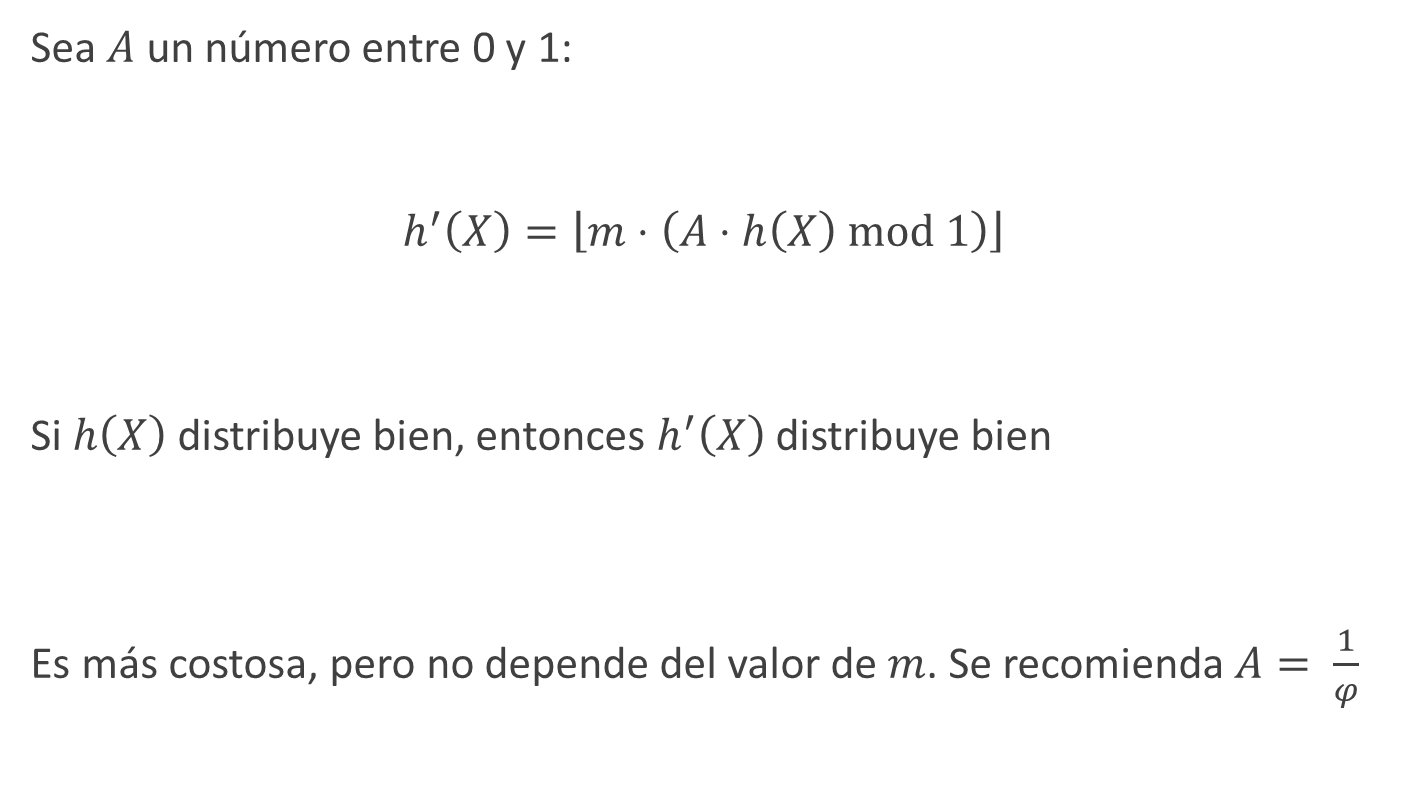 Sea A un número entre 0 y 1:
h′(X) = ⌊m · (A · h(X) mod 1)⌋
Si h(X) distribuye bien, entonces h′(X) distribuye bien
Es más costosa, pero no depende del valor de m. Se recomienda A = 1/φ